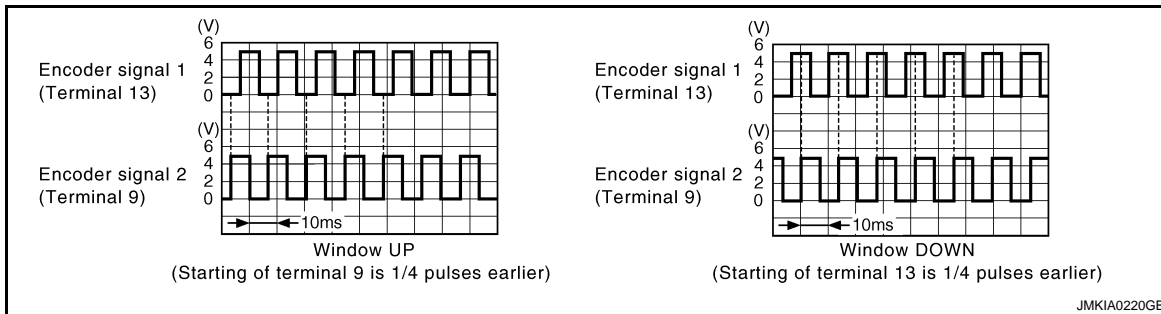 (V)
6
4
2
0
Encoder signal 1
(Terminal 13)
(V)
6
4
2
0
Encoder signal 2
(Terminal 9)
10ms
Window UP
(Starting of terminal 9 is 1/4 pulses earlier)
(V)
6
4
2
0
Encoder signal 1
(Terminal 13)
(V)
6
4
2
0
Encoder signal 2
(Terminal 9)
10ms
Window DOWN
(Starting of terminal 13 is 1/4 pulses earlier)
JMKIA0220GB